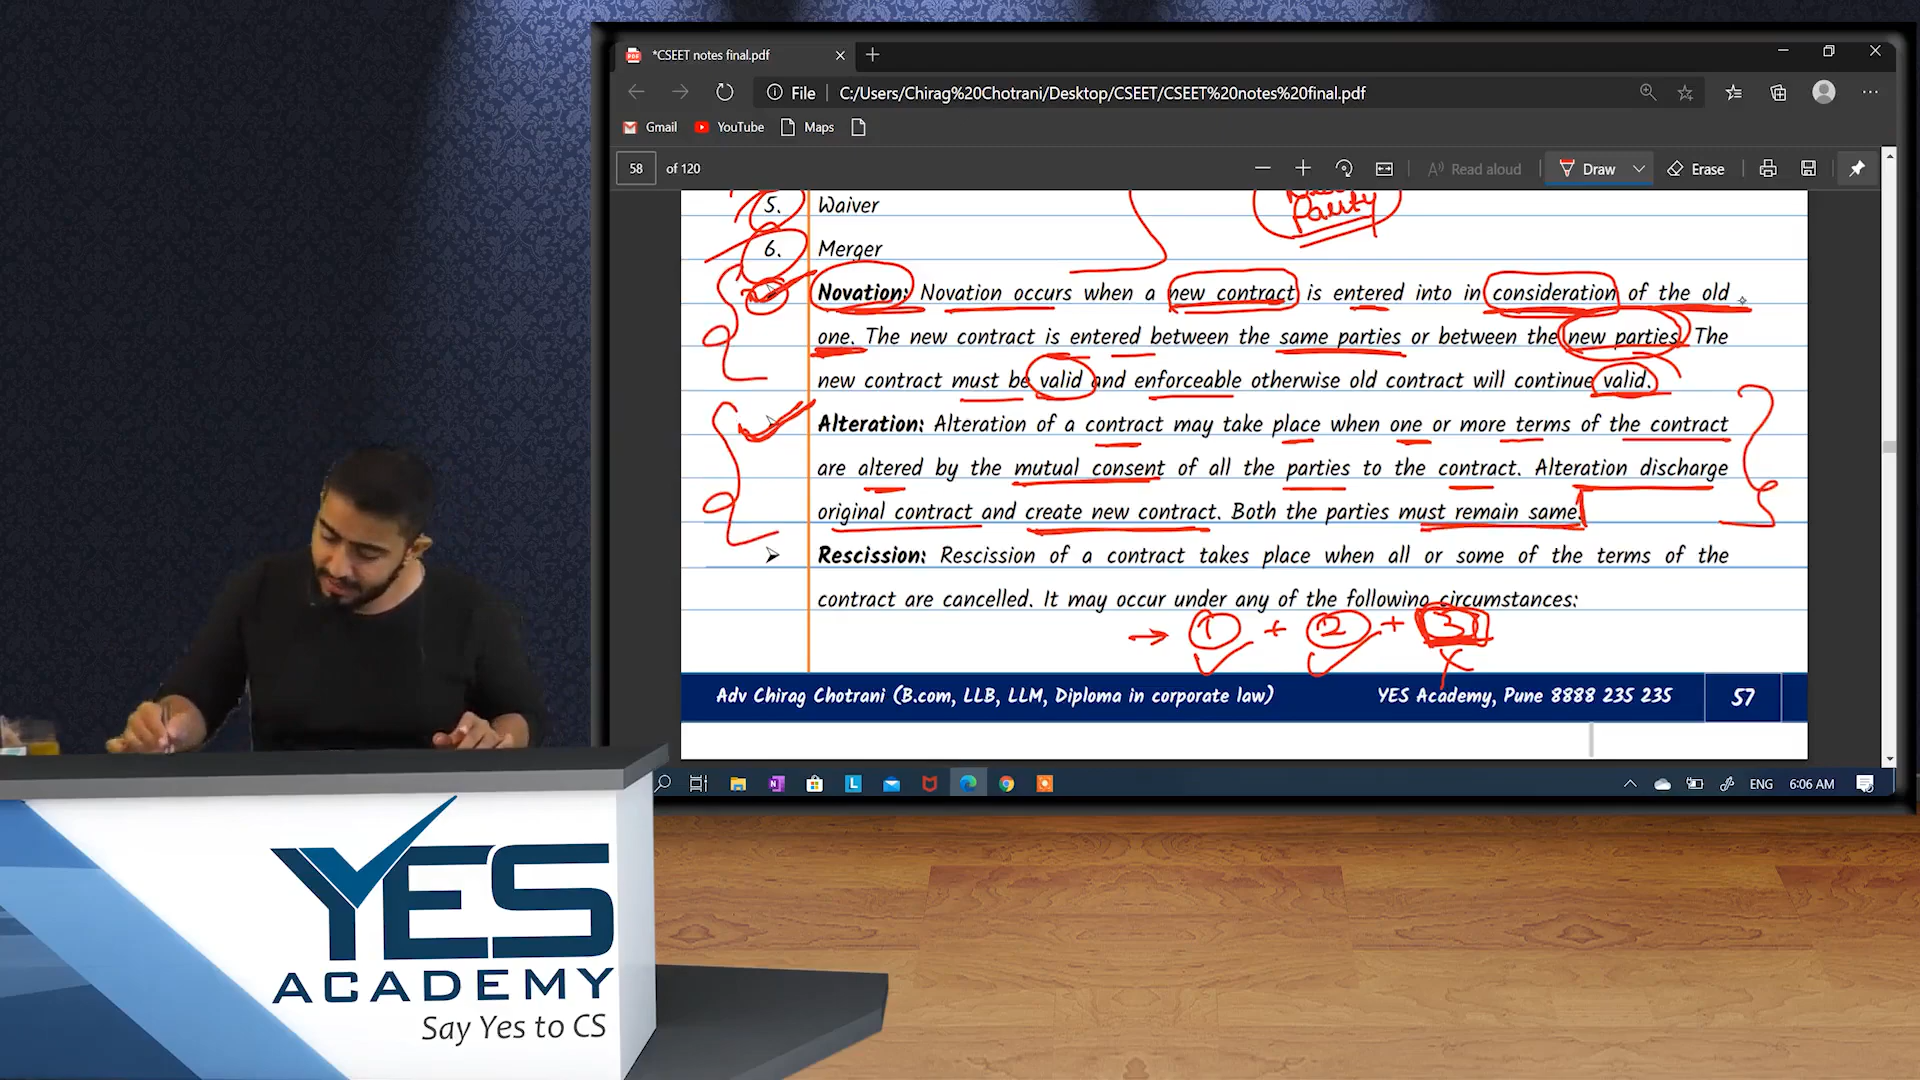 *CSEET notes final.pdf
File
C:/Users/Chirag%20Chotrani/Desktop/CSEET/CSEET%20notes%20final.pdf
Gmail YouTube Maps
58 of 120
Read aloud Draw Erase
5. Waiver
Party
6. Merger
Novation: Novation occurs when a new contract is entered into in consideration of the old
one. The new contract is entered between the same parties or between the new parties. The
new contract must be valid and enforceable otherwise old contract will continue valid.
Alteration: Alteration of a contract may take place when one or more terms of the contract
are altered by the mutual consent of all the parties to the contract. Alteration discharge
original contract and create new contract. Both the parties must remain same.
Rescission: Rescission of a contract takes place when all or some of the terms of the
contract are cancelled. It may occur under any of the following circumstances:
→ 1 + 2 + 3
Adv Chirag Chotrani (B.com, LLB, LLM, Diploma in corporate law) YES Academy, Pune 8888 235 235 57
ENG 6:06 AM
YES
ACADEMY
Say Yes to CS